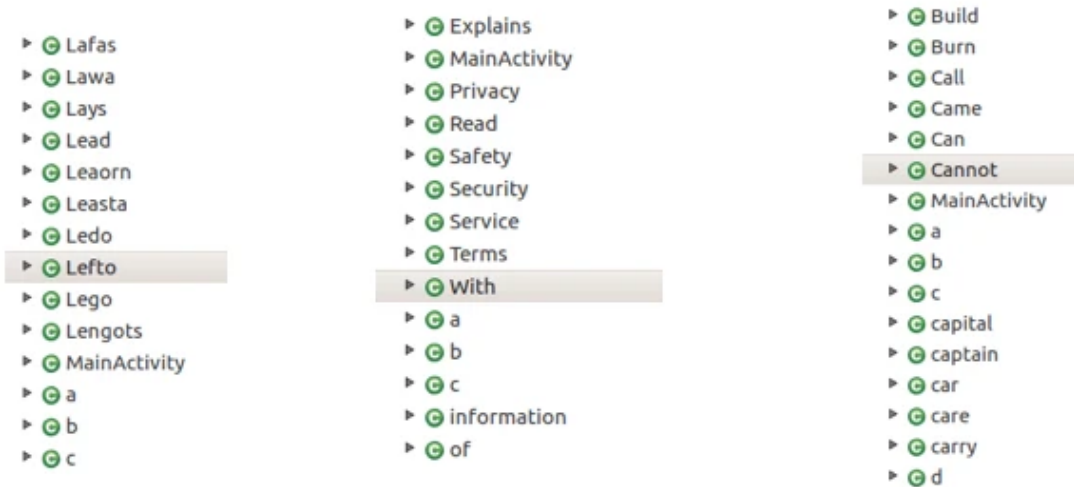 Lafas
Lawa
Lays
Lead
Leaorn
Leasta
Ledo
Lefto
Lego
Lengots
MainActivity
a
b
c
Explains
MainActivity
Privacy
Read
Safety
Security
Service
Terms
With
a
b
c
information
of
Build
Burn
Call
Came
Can
Cannot
MainActivity
a
b
c
capital
captain
car
care
carry
d